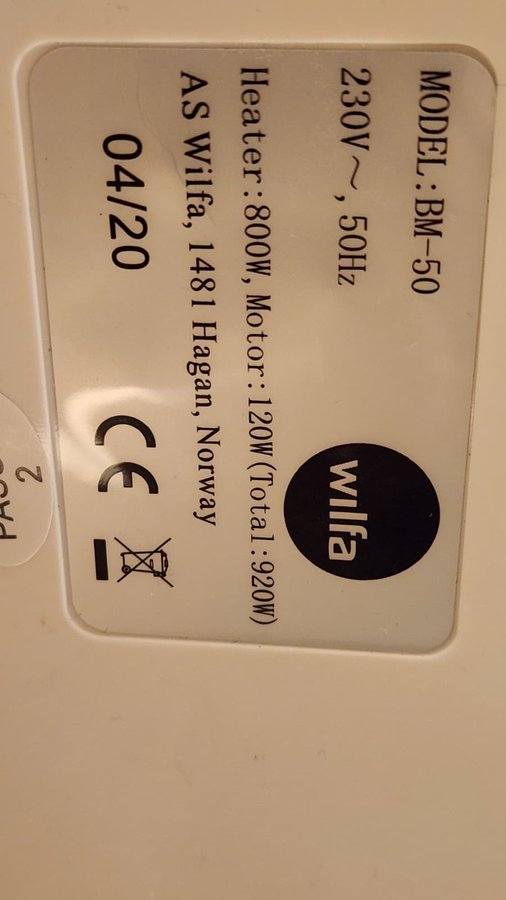 MODEL:BM-50
230V～, 50Hz
wılfa
Heater:800W, Motor:120W(Total:920W)
AS Wilfa, 1481 Hagan, Norway
04/20
CE
2